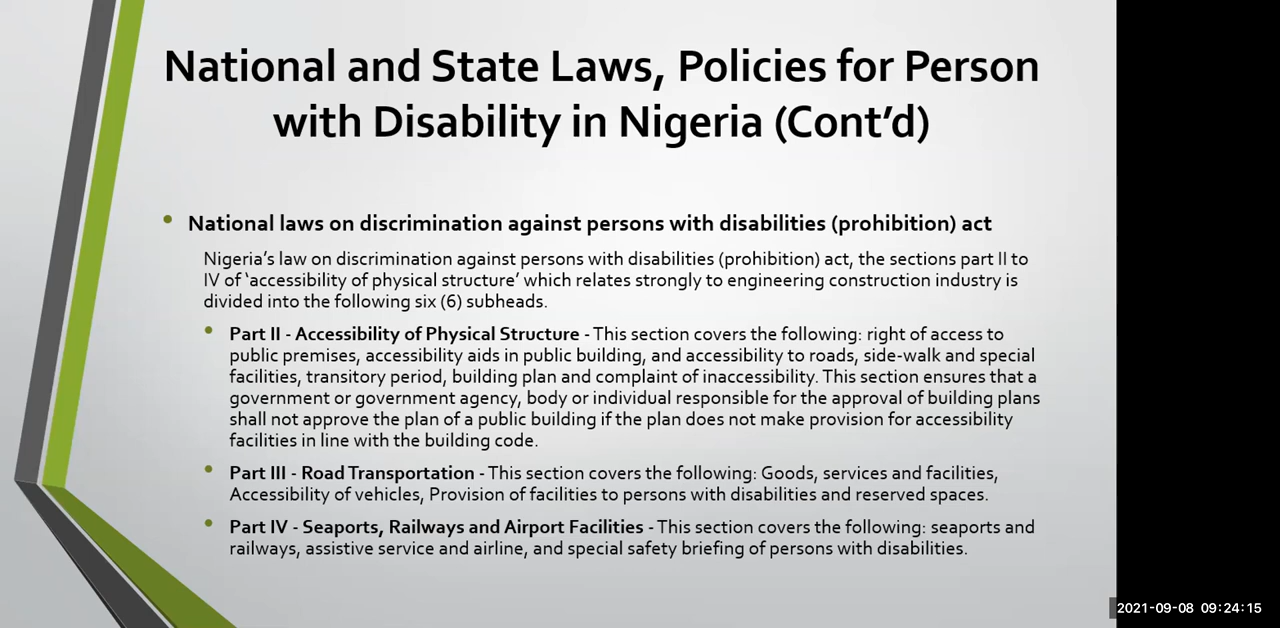 National and State Laws, Policies for Person
with Disability in Nigeria (Cont’d)
National laws on discrimination against persons with disabilities (prohibition) act
Nigeria’s law on discrimination against persons with disabilities (prohibition) act, the sections part II to
IV of ‘accessibility of physical structure’ which relates strongly to engineering construction industry is
divided into the following six (6) subheads.
Part II - Accessibility of Physical Structure - This section covers the following: right of access to
public premises, accessibility aids in public building, and accessibility to roads, side-walk and special
facilities, transitory period, building plan and complaint of inaccessibility. This section ensures that a
government or government agency, body or individual responsible for the approval of building plans
shall not approve the plan of a public building if the plan does not make provision for accessibility
facilities in line with the building code.
Part III - Road Transportation - This section covers the following: Goods, services and facilities,
Accessibility of vehicles, Provision of facilities to persons with disabilities and reserved spaces.
Part IV - Seaports, Railways and Airport Facilities - This section covers the following: seaports and
railways, assistive service and airline, and special safety briefing of persons with disabilities.
2021-09-08 09:24:15